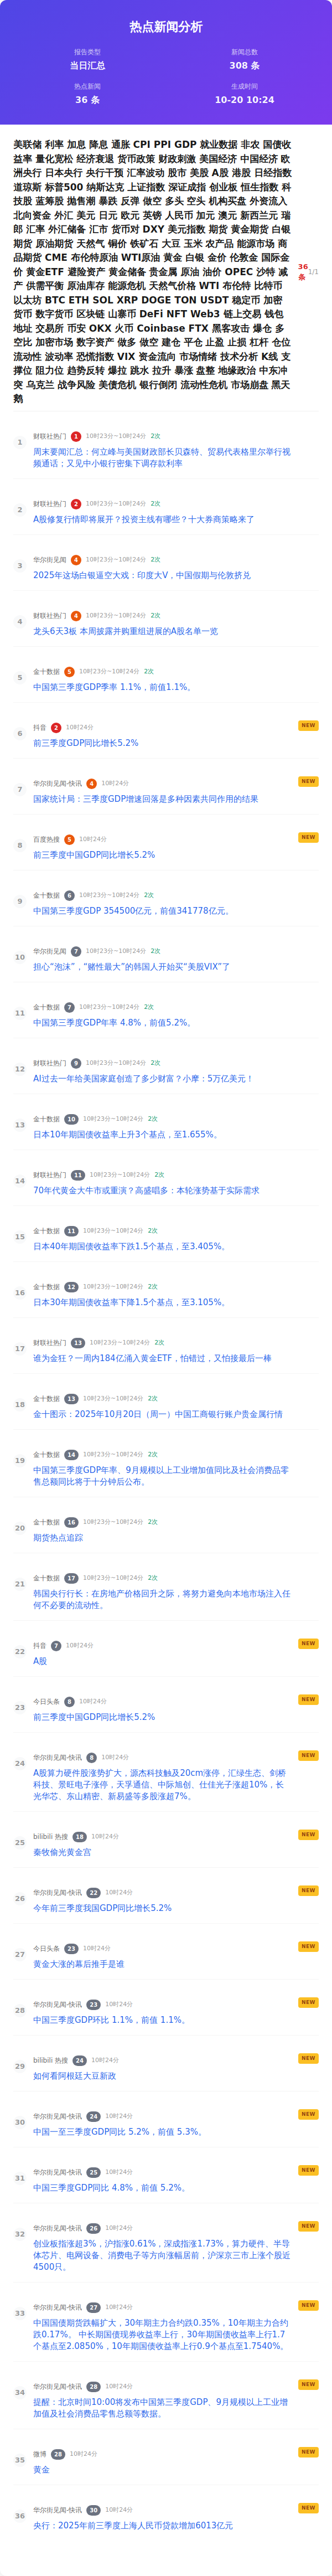 热点新闻分析
报告类型
新闻总数
当日汇总
308 条
热点新闻
生成时间
36 条
10-20 10:24
美联储 利率 加息 降息 通胀 CPI PPI GDP 就业数据 非农 国债收
益率 量化宽松 经济衰退 货币政策 财政刺激 美国经济 中国经济 欧
洲央行 日本央行 央行干预 汇率波动 股市 美股 A股 港股 日经指数
道琼斯 标普500 纳斯达克 上证指数 深证成指 创业板 恒生指数 科
技股 蓝筹股 抛售潮 暴跌 反弹 做空 多头 空头 机构买盘 外资流入
北向资金 外汇 美元 日元 欧元 英镑 人民币 加元 澳元 新西兰元 瑞
郎 汇率 外汇储备 汇市 货币对 DXY 美元指数 期货 黄金期货 白银
期货 原油期货 天然气 铜价 铁矿石 大豆 玉米 农产品 能源市场 商
品期货 CME 布伦特原油 WTI原油 黄金 白银 金价 伦敦金 国际金
价 黄金ETF 避险资产 黄金储备 贵金属 原油 油价 OPEC 沙特 减
产 供需平衡 原油库存 能源危机 天然气价格 WTI 布伦特 比特币
以太坊 BTC ETH SOL XRP DOGE TON USDT 稳定币 加密
货币 数字货币 区块链 山寨币 DeFi NFT Web3 链上交易 钱包
地址 交易所 币安 OKX 火币 Coinbase FTX 黑客攻击 爆仓 多
空比 加密市场 数字资产 做多 做空 建仓 平仓 止盈 止损 杠杆 仓位
流动性 波动率 恐慌指数 VIX 资金流向 市场情绪 技术分析 K线 支
撑位 阻力位 趋势反转 爆拉 跳水 拉升 暴涨 盘整 地缘政治 中东冲
突 乌克兰 战争风险 美债危机 银行倒闭 流动性危机 市场崩盘 黑天
鹅
36
条
1/1
1
财联社热门 1 10时23分~10时24分 2次
周末要闻汇总：何立峰与美国财政部长贝森特、贸易代表格里尔举行视
频通话；又见中小银行密集下调存款利率
2
财联社热门 2 10时23分~10时24分 2次
A股修复行情即将展开？投资主线有哪些？十大券商策略来了
3
华尔街见闻 4 10时23分~10时24分 2次
2025年这场白银逼空大戏：印度大V，中国假期与伦敦挤兑
4
财联社热门 4 10时23分~10时24分 2次
龙头6天3板 本周披露并购重组进展的A股名单一览
5
金十数据 5 10时23分~10时24分 2次
中国第三季度GDP季率 1.1%，前值1.1%。
6
抖音 2 10时24分
NEW
前三季度GDP同比增长5.2%
7
华尔街见闻-快讯 4 10时24分
NEW
国家统计局：三季度GDP增速回落是多种因素共同作用的结果
8
百度热搜 5 10时24分
NEW
前三季度中国GDP同比增长5.2%
9
金十数据 6 10时23分~10时24分 2次
中国第三季度GDP 354500亿元，前值341778亿元。
10
华尔街见闻 7 10时23分~10时24分 2次
担心“泡沫”，“赌性最大”的韩国人开始买“美股VIX”了
11
金十数据 7 10时23分~10时24分 2次
中国第三季度GDP年率 4.8%，前值5.2%。
12
财联社热门 9 10时23分~10时24分 2次
AI过去一年给美国家庭创造了多少财富？小摩：5万亿美元！
13
金十数据 10 10时23分~10时24分 2次
日本10年期国债收益率上升3个基点，至1.655%。
14
财联社热门 11 10时23分~10时24分 2次
70年代黄金大牛市或重演？高盛唱多：本轮涨势基于实际需求
15
金十数据 11 10时23分~10时24分 2次
日本40年期国债收益率下跌1.5个基点，至3.405%。
16
金十数据 12 10时23分~10时24分 2次
日本30年期国债收益率下降1.5个基点，至3.105%。
17
财联社热门 13 10时23分~10时24分 2次
谁为金狂？一周内184亿涌入黄金ETF，怕错过，又怕接最后一棒
18
金十数据 13 10时23分~10时24分 2次
金十图示：2025年10月20日（周一）中国工商银行账户贵金属行情
19
金十数据 14 10时23分~10时24分 2次
中国第三季度GDP年率、9月规模以上工业增加值同比及社会消费品零
售总额同比将于十分钟后公布。
20
金十数据 16 10时23分~10时24分 2次
期货热点追踪
21
金十数据 17 10时23分~10时24分 2次
韩国央行行长：在房地产价格回升之际，将努力避免向本地市场注入任
何不必要的流动性。
22
抖音 7 10时24分
NEW
A股
23
今日头条 8 10时24分
NEW
前三季度中国GDP同比增长5.2%
24
华尔街见闻-快讯 8 10时24分
NEW
A股算力硬件股涨势扩大，源杰科技触及20cm涨停，汇绿生态、剑桥
科技、景旺电子涨停，天孚通信、中际旭创、仕佳光子涨超10%，长
光华芯、东山精密、新易盛等多股涨超7%。
25
bilibili 热搜 18 10时24分
NEW
秦牧偷光黄金宫
26
华尔街见闻-快讯 22 10时24分
NEW
今年前三季度我国GDP同比增长5.2%
27
今日头条 23 10时24分
NEW
黄金大涨的幕后推手是谁
28
华尔街见闻-快讯 23 10时24分
NEW
中国三季度GDP环比 1.1%，前值 1.1%。
29
bilibili 热搜 24 10时24分
NEW
如何看阿根廷大豆新政
30
华尔街见闻-快讯 24 10时24分
NEW
中国一至三季度GDP同比 5.2%，前值 5.3%。
31
华尔街见闻-快讯 25 10时24分
NEW
中国三季度GDP同比 4.8%，前值 5.2%。
32
华尔街见闻-快讯 26 10时24分
NEW
创业板指涨超3%，沪指涨0.61%，深成指涨1.73%，算力硬件、半导
体芯片、电网设备、消费电子等方向涨幅居前，沪深京三市上涨个股近
4500只。
33
华尔街见闻-快讯 27 10时24分
NEW
中国国债期货跌幅扩大，30年期主力合约跌0.35%，10年期主力合约
跌0.17%。 中长期国债现券收益率上行，30年期国债收益率上行1.7
个基点至2.0850%，10年期国债收益率上行0.9个基点至1.7540%。
34
华尔街见闻-快讯 28 10时24分
NEW
提醒：北京时间10:00将发布中国第三季度GDP、9月规模以上工业增
加值及社会消费品零售总额等数据。
35
微博 28 10时24分
NEW
黄金
36
华尔街见闻-快讯 30 10时24分
NEW
央行：2025年前三季度上海人民币贷款增加6013亿元